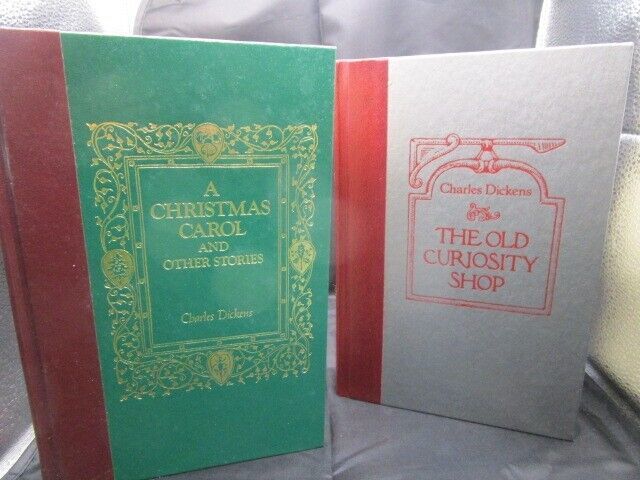 A
CHRISTMAS
CAROL
AND
OTHER STORIES
Charles Dickens
Charles Dickens
THE OLD
CURIOSITY
SHOP